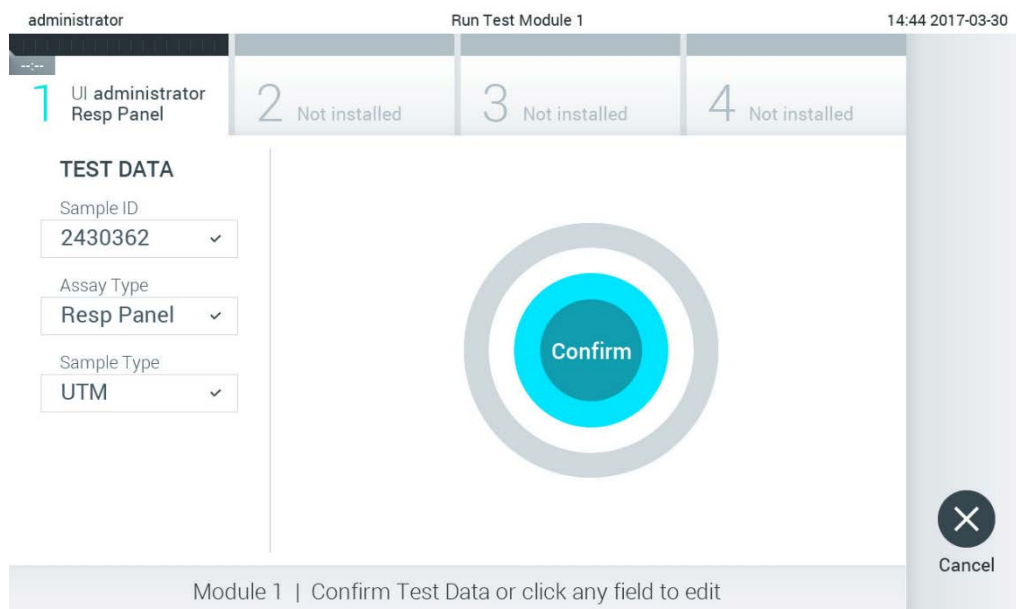 administrator
Run Test Module 1
14:44 2017-03-30
--:--
1 UI administrator
Resp Panel
2 Not installed
3 Not installed
4 Not installed
TEST DATA
Sample ID
2430362
Assay Type
Resp Panel
Sample Type
UTM
Confirm
Cancel
Module 1 | Confirm Test Data or click any field to edit